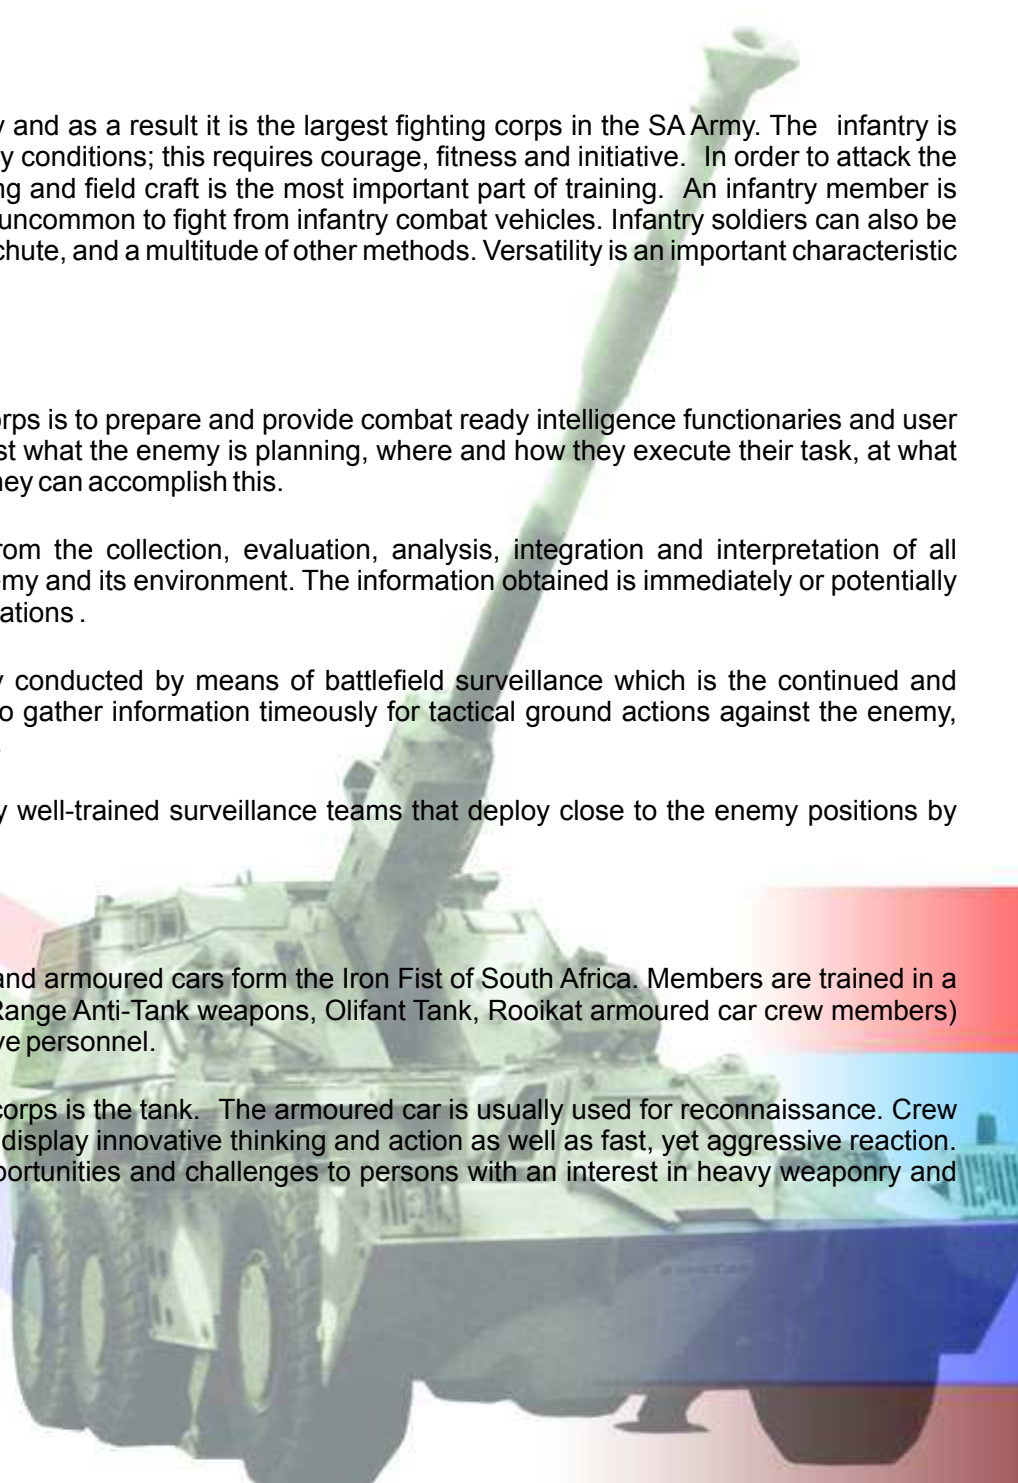 y and as a result it is the largest fighting corps in the SA Army. The infantry is
y conditions; this requires courage, fitness and initiative. In order to attack the
ng and field craft is the most important part of training. An infantry member is
uncommon to fight from infantry combat vehicles. Infantry soldiers can also be
chute, and a multitude of other methods. Versatility is an important characteristic
orps is to prepare and provide combat ready intelligence functionaries and user
st what the enemy is planning, where and how they execute their task, at what
hey can accomplish this.
rom the collection, evaluation, analysis, integration and interpretation of all
emy and its environment. The information obtained is immediately or potentially
ations .
y conducted by means of battlefield surveillance which is the continued and
o gather information timeously for tactical ground actions against the enemy,
.
y well-trained surveillance teams that deploy close to the enemy positions by
and armoured cars form the Iron Fist of South Africa. Members are trained in a
Range Anti-Tank weapons, Olifant Tank, Rooikat armoured car crew members)
ve personnel.
corps is the tank. The armoured car is usually used for reconnaissance. Crew
display innovative thinking and action as well as fast, yet aggressive reaction.
portunities and challenges to persons with an interest in heavy weaponry and